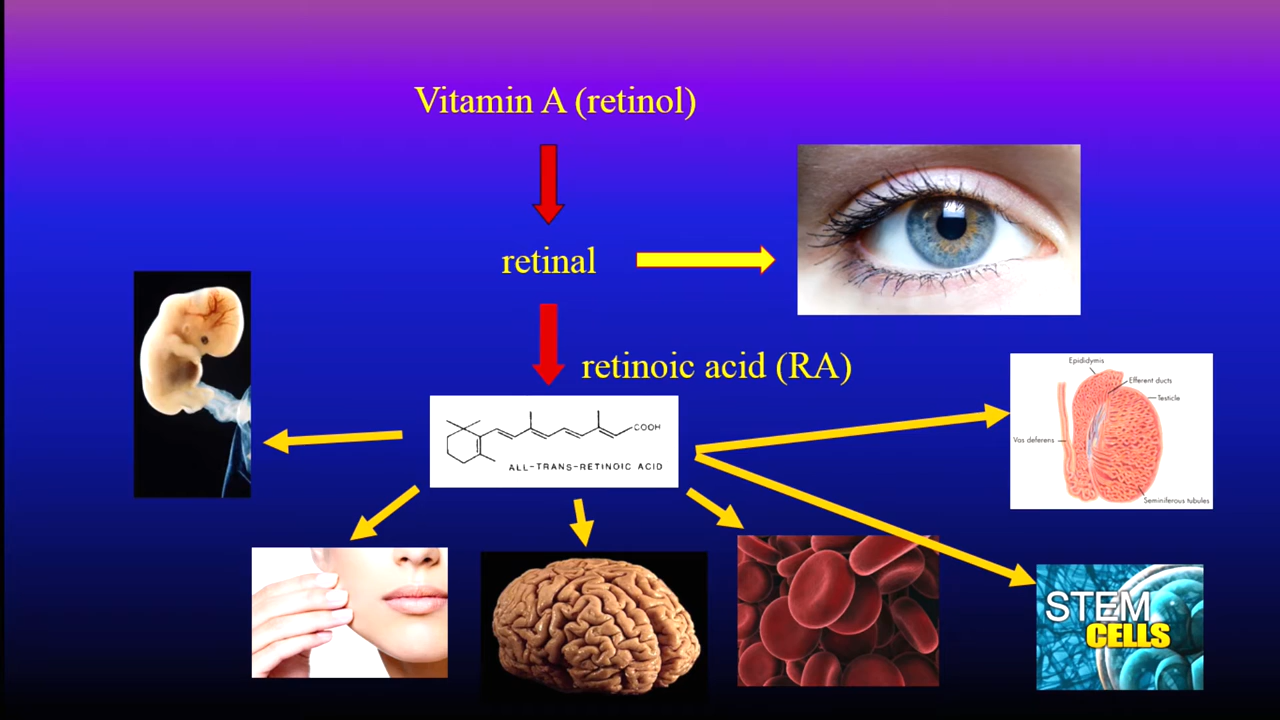 Vitamin A (retinol)
retinal
retinoic acid (RA)
COOH
ALL-TRANS-RETINOIC ACID
Epididymis
Efferent ducts
Testicle
Vas deferens
Seminiferous tubules
STEM
CELLS